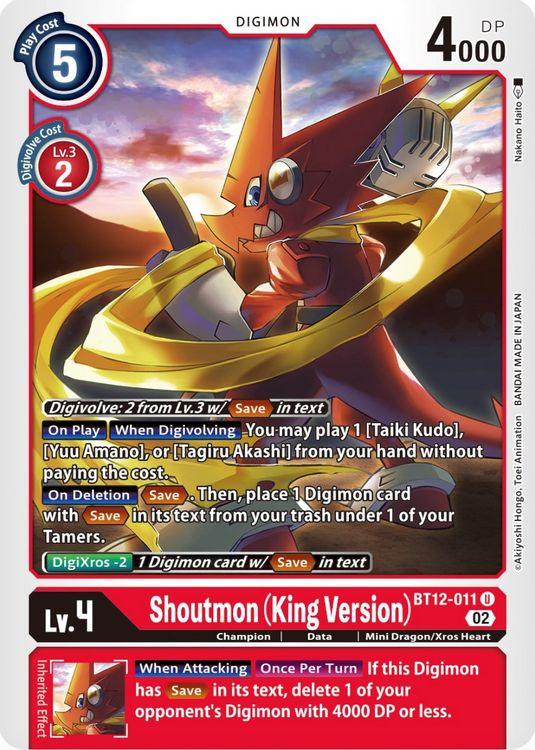 DIGIMON
Play Cost
5
4000
DP
Digivolve Cost
Lv.3
2
Nakano Haito
Digivolve: 2 from Lv.3 w/ Save in text
On Play When Digivolving You may play 1 [Taiki Kudo],
[Yuu Amano], or [Tagiru Akashi] from your hand without
paying the cost.
On Deletion Save. Then, place 1 Digimon card
with Save in its text from your trash under 1 of your
Tamers.
DigiXros -2 1 Digimon card w/ Save in text
©Akiyoshi Hongo, Toei Animation BANDAI MADE IN JAPAN
Lv.4
Shoutmon (King Version)
BT12-011 U
02
Champion Data Mini Dragon/Xros Heart
Inherited Effect
When Attacking Once Per Turn If this Digimon
has Save in its text, delete 1 of your
opponent's Digimon with 4000 DP or less.